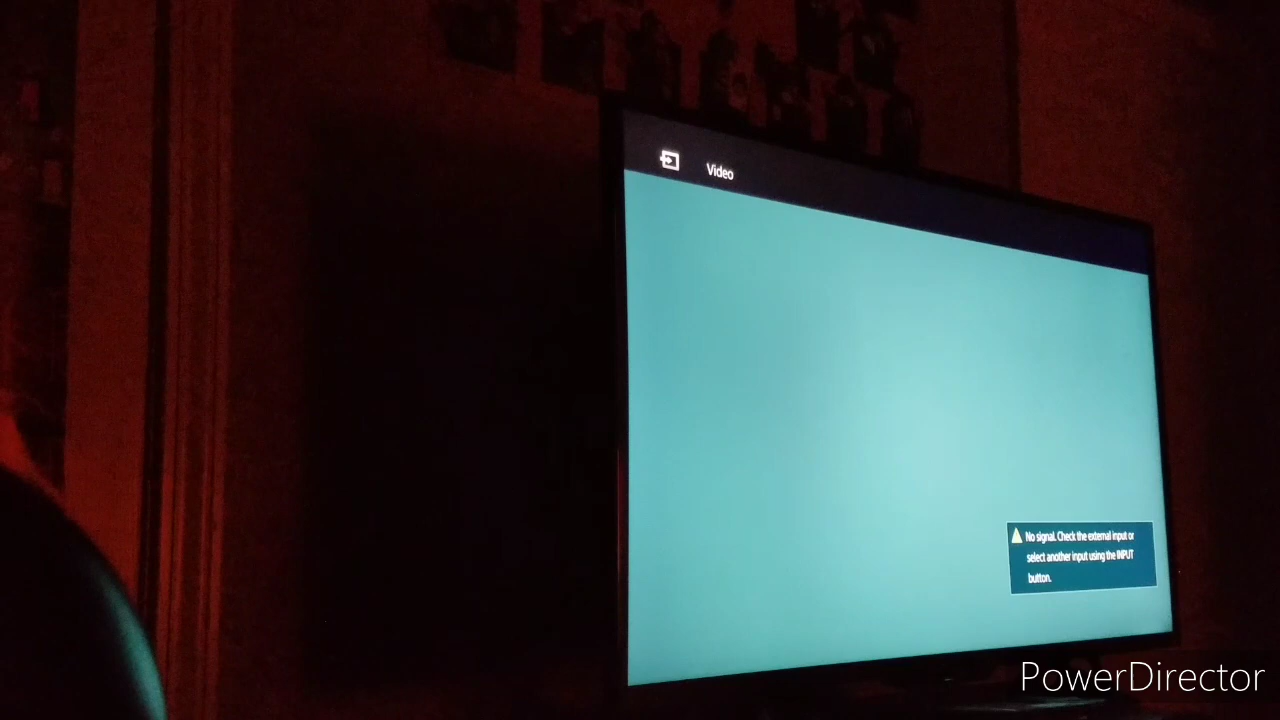 Video
No signal. Check the external input or
select another input using the INPUT
button.
PowerDirector